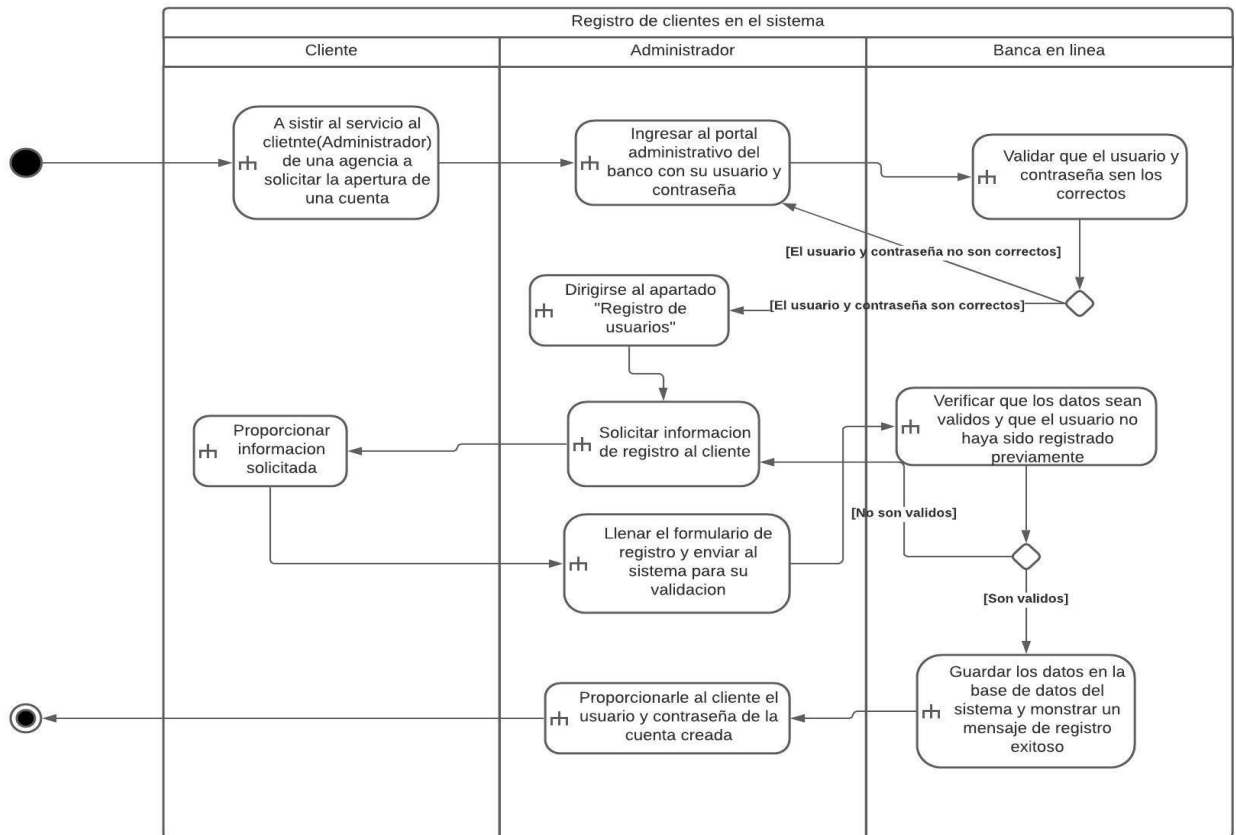 Registro de clientes en el sistema
Cliente
Administrador
Banca en linea
A sistir al servicio al
clietnte(Administrador)
de una agencia a
solicitar la apertura de
una cuenta
Ingresar al portal
administrativo del
banco con su usuario y
contraseña
Validar que el usuario y
contraseña sen los
correctos
[El usuario y contraseña no son correctos]
[El usuario y contraseña son correctos]
Dirigirse al apartado
"Registro de
usuarios"
Solicitar informacion
de registro al cliente
Proporcionar
informacion
solicitada
Llenar el formulario de
registro y enviar al
sistema para su
validacion
Verificar que los datos sean
validos y que el usuario no
haya sido registrado
previamente
[No son validos]
[Son validos]
Guardar los datos en la
base de datos del
sistema y monstrar un
mensaje de registro
exitoso
Proporcionarle al cliente el
usuario y contraseña de la
cuenta creada